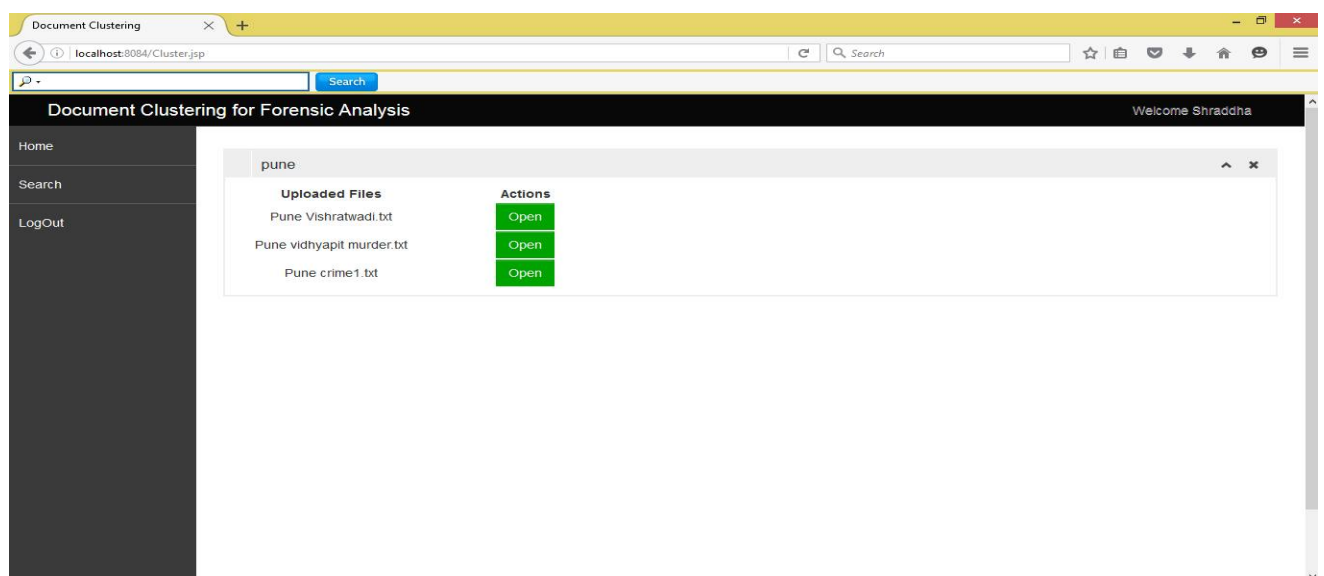 Document Clustering
localhost:8084/Cluster.jsp
Search
Search
Document Clustering for Forensic Analysis
Welcome Shraddha
Home
Search
LogOut
pune
Uploaded Files Actions
Pune Vishratwadi.txt Open
Pune vidhyapit murder.txt Open
Pune crime1.txt Open